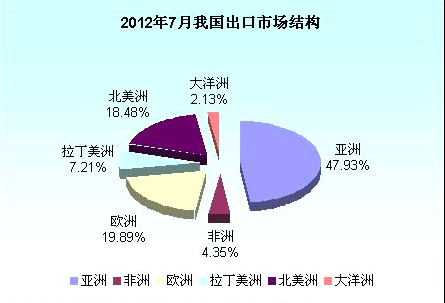 2012年7月我国出口市场结构
大洋洲
2.13%
北美洲
18.48%
亚洲
47.93%
拉丁美洲
7.21%
欧洲
19.89%
非洲
4.35%
亚洲 非洲 欧洲 拉丁美洲 北美洲 大洋洲